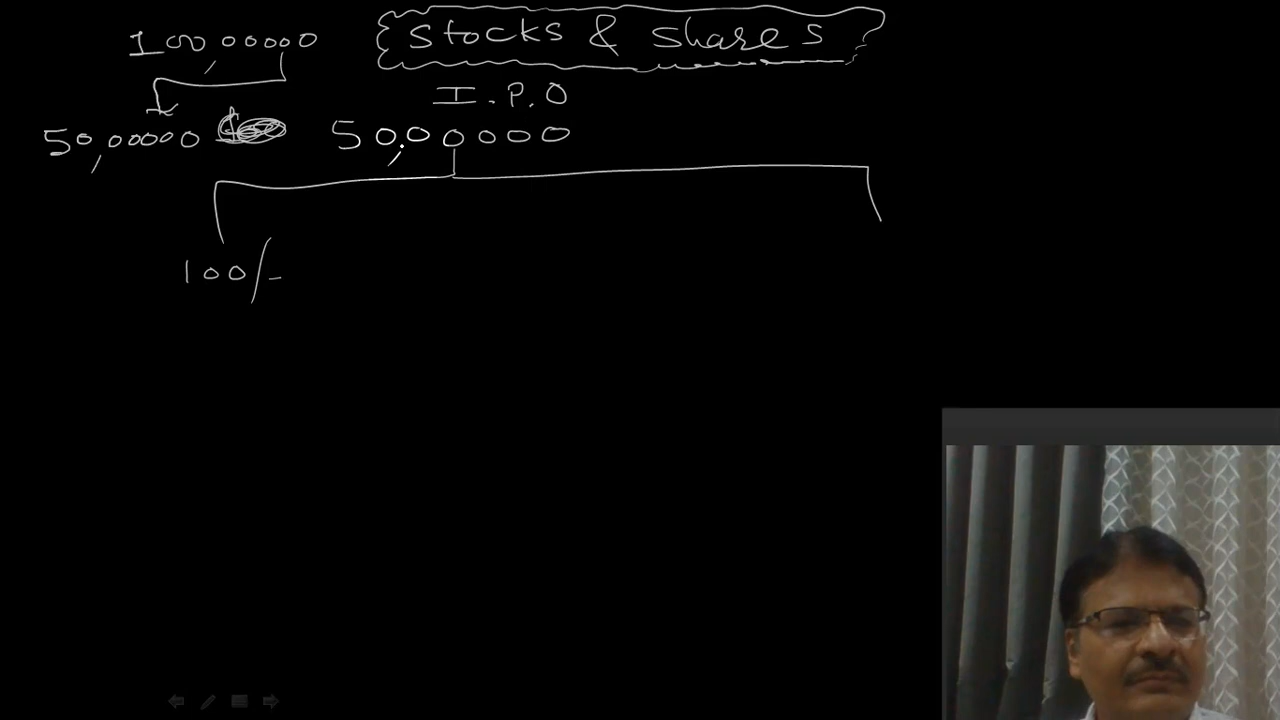 100,00000
{ Stocks & Shares }
I.P.O
50,00000 50,00000
100/-